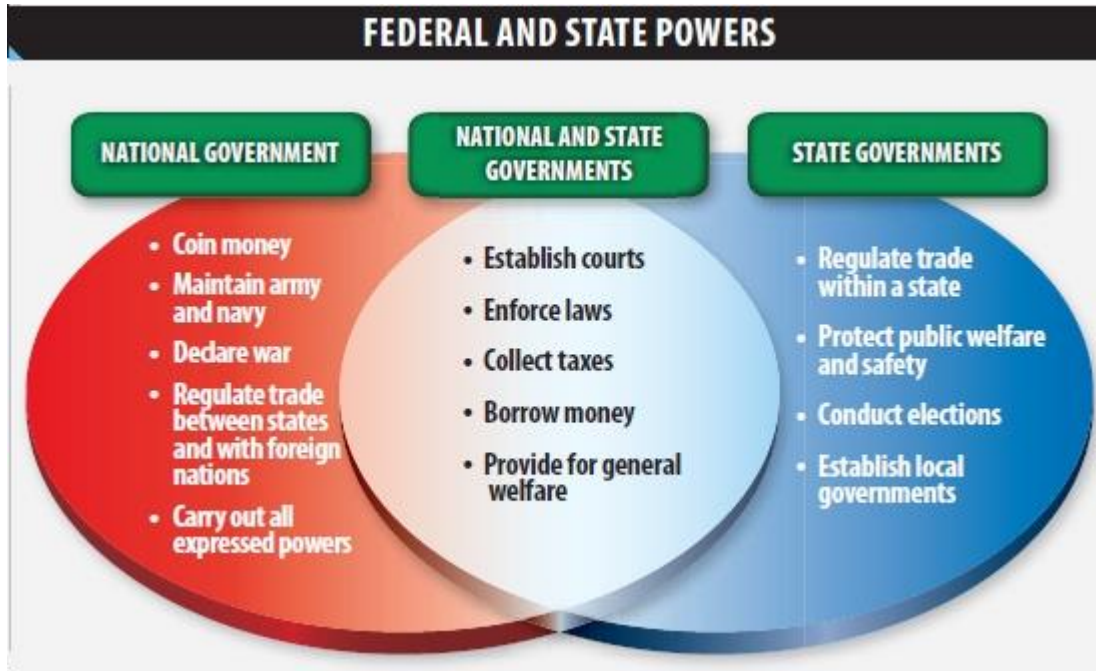 FEDERAL AND STATE POWERS
NATIONAL GOVERNMENT
• Coin money
• Maintain army
and navy
• Declare war
• Regulate trade
between states
and with foreign
nations
• Carry out all
expressed powers
NATIONAL AND STATE
GOVERNMENTS
• Establish courts
• Enforce laws
• Collect taxes
• Borrow money
• Provide for general
welfare
STATE GOVERNMENTS
• Regulate trade
within a state
• Protect public welfare
and safety
• Conduct elections
• Establish local
governments